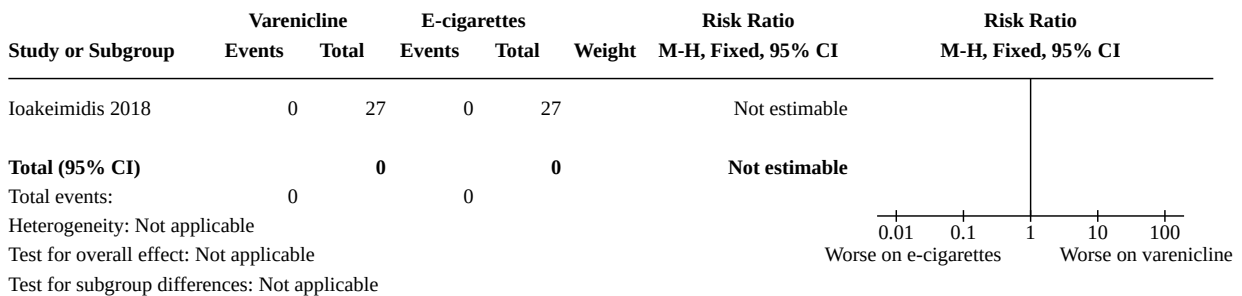 Varenicline E-cigarettes Risk Ratio Risk Ratio
Study or Subgroup Events Total Events Total Weight M-H, Fixed, 95% CI M-H, Fixed, 95% CI
Ioakeimidis 2018 0 27 0 27 Not estimable
Total (95% CI) 0 0 Not estimable
Total events: 0 0
Heterogeneity: Not applicable
0.01 0.1 1 10 100
Test for overall effect: Not applicable Worse on e-cigarettes Worse on varenicline
Test for subgroup differences: Not applicable